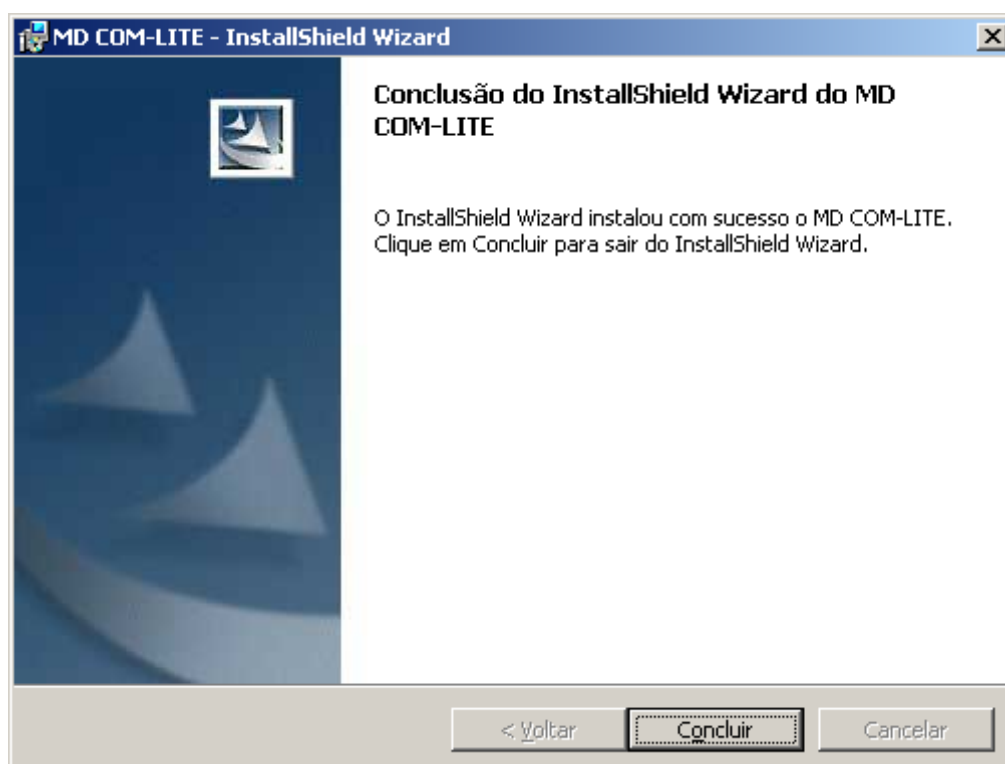 MD COM-LITE - InstallShield Wizard
Conclusão do InstallShield Wizard do MD
COM-LITE
O InstallShield Wizard instalou com sucesso o MD COM-LITE.
Clique em Concluir para sair do InstallShield Wizard.
< Voltar
Concluir
Cancelar